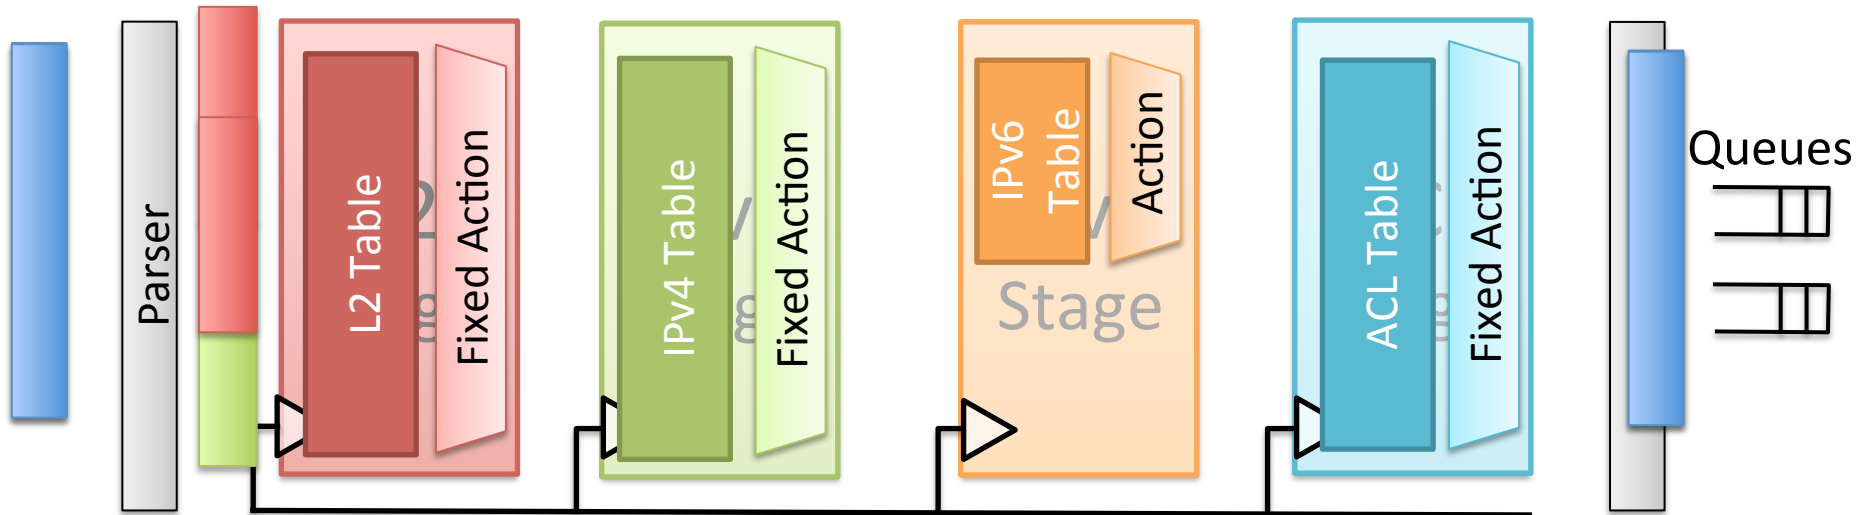 Parser
L2 Table
Fixed Action
IPv4 Table
Fixed Action
IPv6
Table
Action
Stage
ACL Table
Fixed Action
Queues